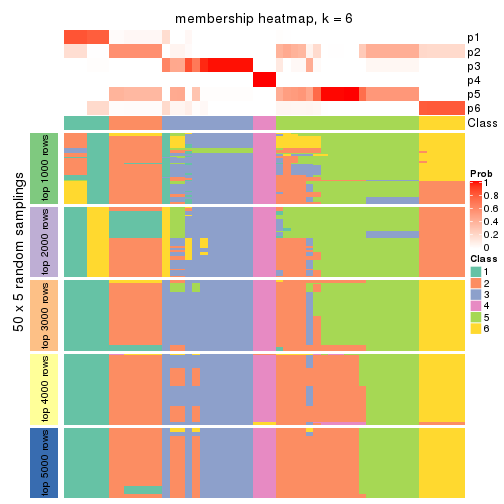 membership heatmap, k = 6
p1
p2
p3
p4
p5
p6
Class
50 x 5 random samplings
top 1000 rows
top 2000 rows
top 3000 rows
top 4000 rows
top 5000 rows
Prob
1
0.8
0.6
0.4
0.2
0
Class
1
2
3
4
5
6